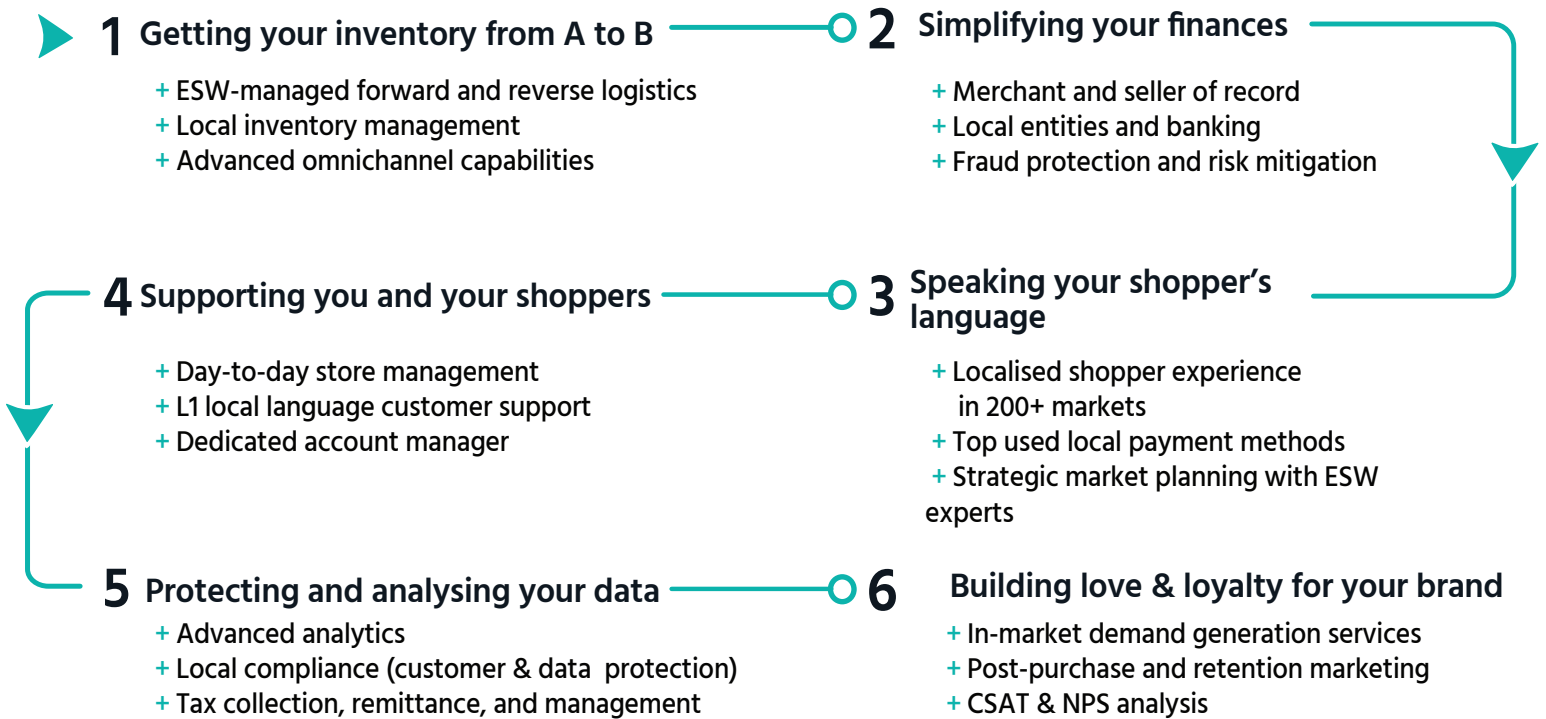 1 Getting your inventory from A to B
+ ESW-managed forward and reverse logistics
+ Local inventory management
+ Advanced omnichannel capabilities
2 Simplifying your finances
+ Merchant and seller of record
+ Local entities and banking
+ Fraud protection and risk mitigation
3 Speaking your shopper’s
language
+ Localised shopper experience
in 200+ markets
+ Top used local payment methods
+ Strategic market planning with ESW
experts
4 Supporting you and your shoppers
+ Day-to-day store management
+ L1 local language customer support
+ Dedicated account manager
5 Protecting and analysing your data
+ Advanced analytics
+ Local compliance (customer & data protection)
+ Tax collection, remittance, and management
6 Building love & loyalty for your brand
+ In-market demand generation services
+ Post-purchase and retention marketing
+ CSAT & NPS analysis